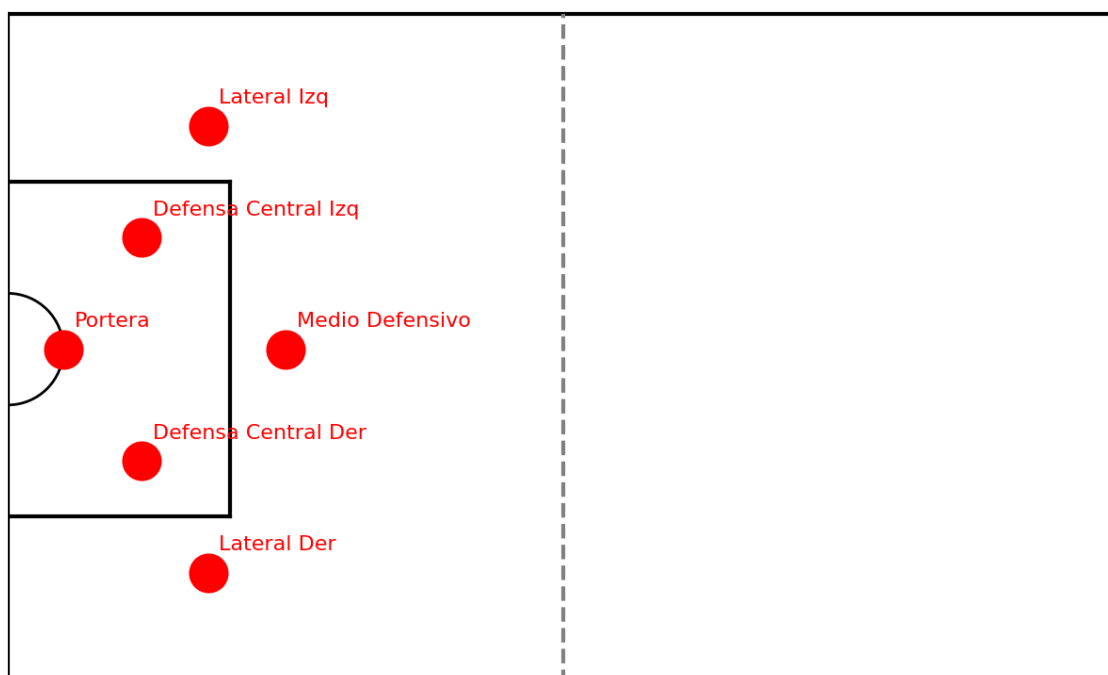 Lateral Izq
Defensa Central Izq
Portera
Medio Defensivo
Defensa Central Der
Lateral Der